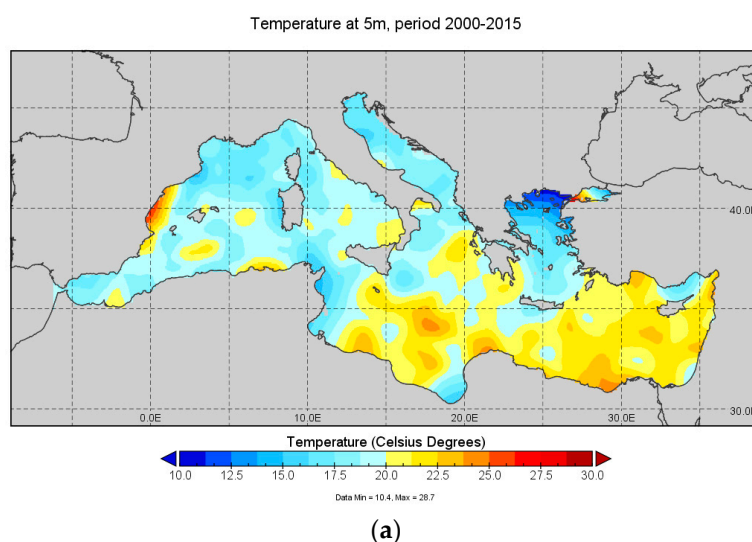 Temperature at 5m, period 2000-2015
40.0
30.0
0.0E 10.0E 20.0E 30.0E
Temperature (Celsius Degrees)
10.0 12.5 15.0 17.5 20.0 22.5 25.0 27.5 30.0
Data Min = 10.4, Max = 28.7
(a)